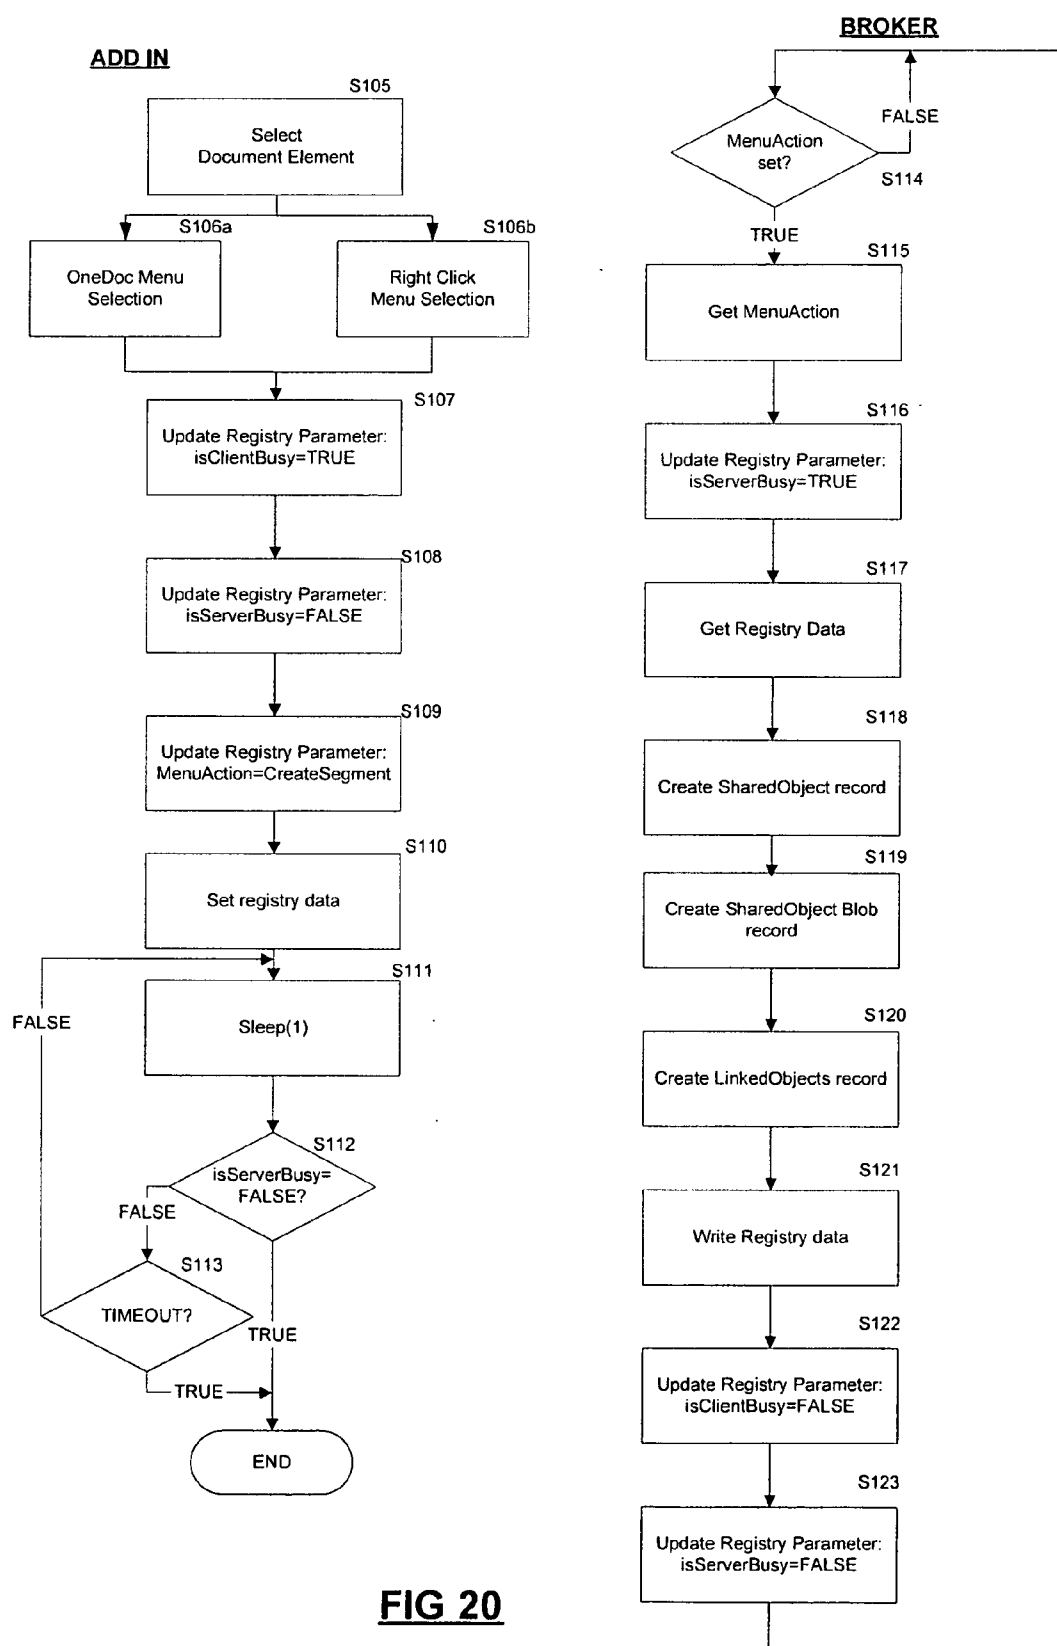 ADD IN
S105
Select
Document Element
S106a
OneDoc Menu
Selection
S106b
Right Click
Menu Selection
S107
Update Registry Parameter:
isClientBusy=TRUE
S108
Update Registry Parameter:
isServerBusy=FALSE
S109
Update Registry Parameter:
MenuAction=CreateSegment
S110
Set registry data
S111
Sleep(1)
FALSE
S112
isServerBusy=
FALSE?
FALSE
S113
TIMEOUT?
TRUE
TRUE
END
BROKER
MenuAction
set?
FALSE
S114
TRUE
S115
Get MenuAction
S116
Update Registry Parameter:
isServerBusy=TRUE
S117
Get Registry Data
S118
Create SharedObject record
S119
Create SharedObject Blob
record
S120
Create LinkedObjects record
S121
Write Registry data
S122
Update Registry Parameter:
isClientBusy=FALSE
S123
Update Registry Parameter:
isServerBusy=FALSE
FIG 20